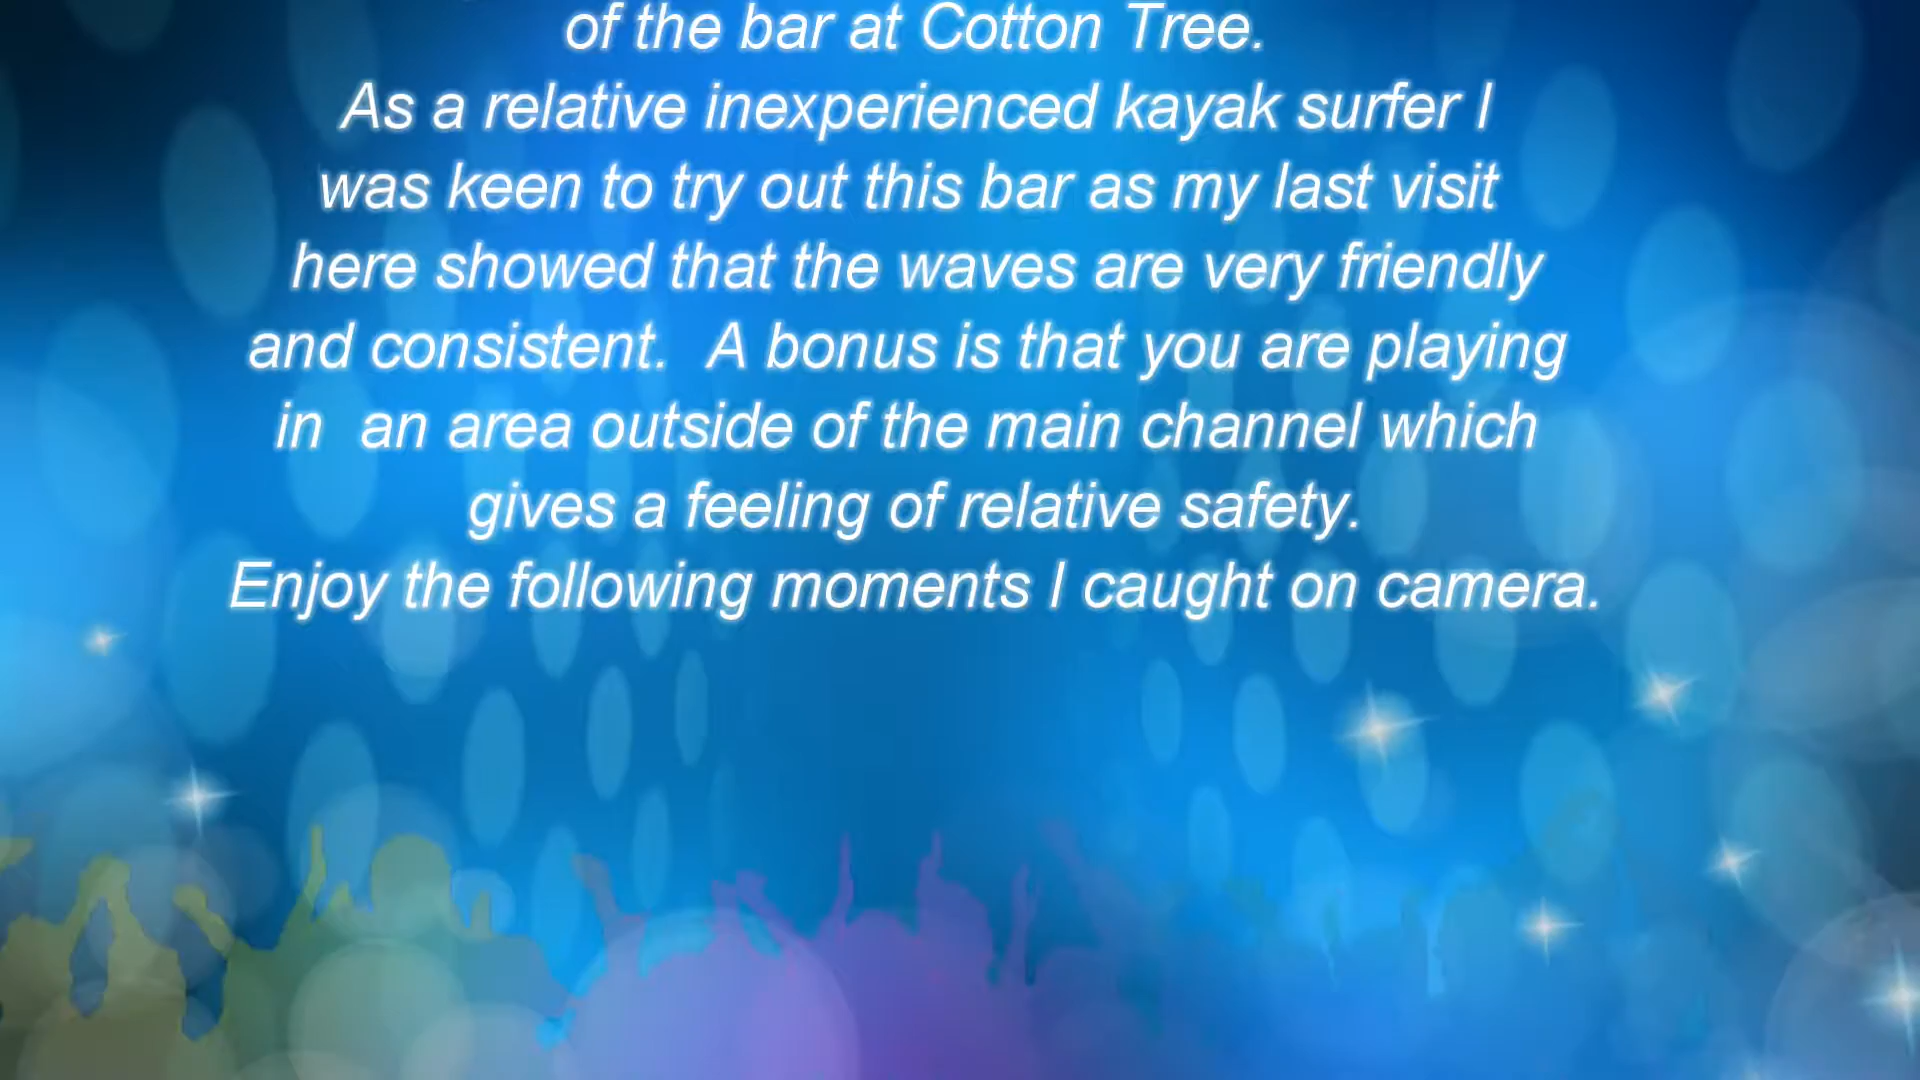 of the bar at Cotton Tree.
As a relative inexperienced kayak surfer I
was keen to try out this bar as my last visit
here showed that the waves are very friendly
and consistent.  A bonus is that you are playing
in  an area outside of the main channel which
gives a feeling of relative safety.
Enjoy the following moments I caught on camera.